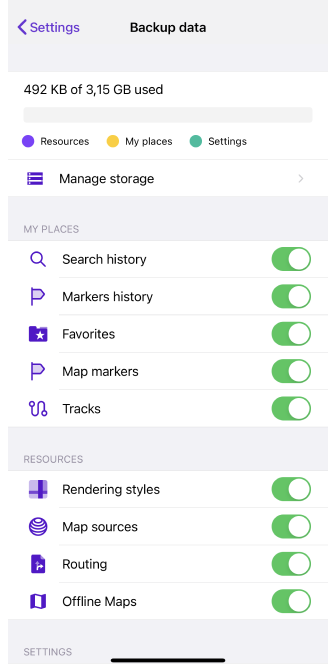 Settings
Backup data
492 KB of 3,15 GB used
Resources
My places
Settings
Manage storage
MY PLACES
Search history
Markers history
Favorites
Map markers
Tracks
RESOURCES
Rendering styles
Map sources
Routing
Offline Maps
SETTINGS